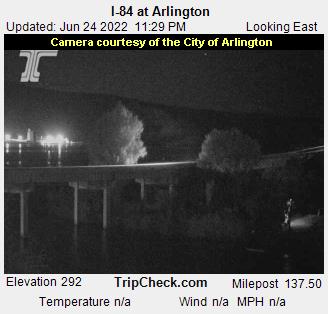 I-84 at Arlington
Updated: Jun 24 2022 11:29 PM Looking East
Camera courtesy of the City of Arlington
Elevation 292 TripCheck.com Milepost 137.50
Temperature n/a Wind n/a MPH n/a